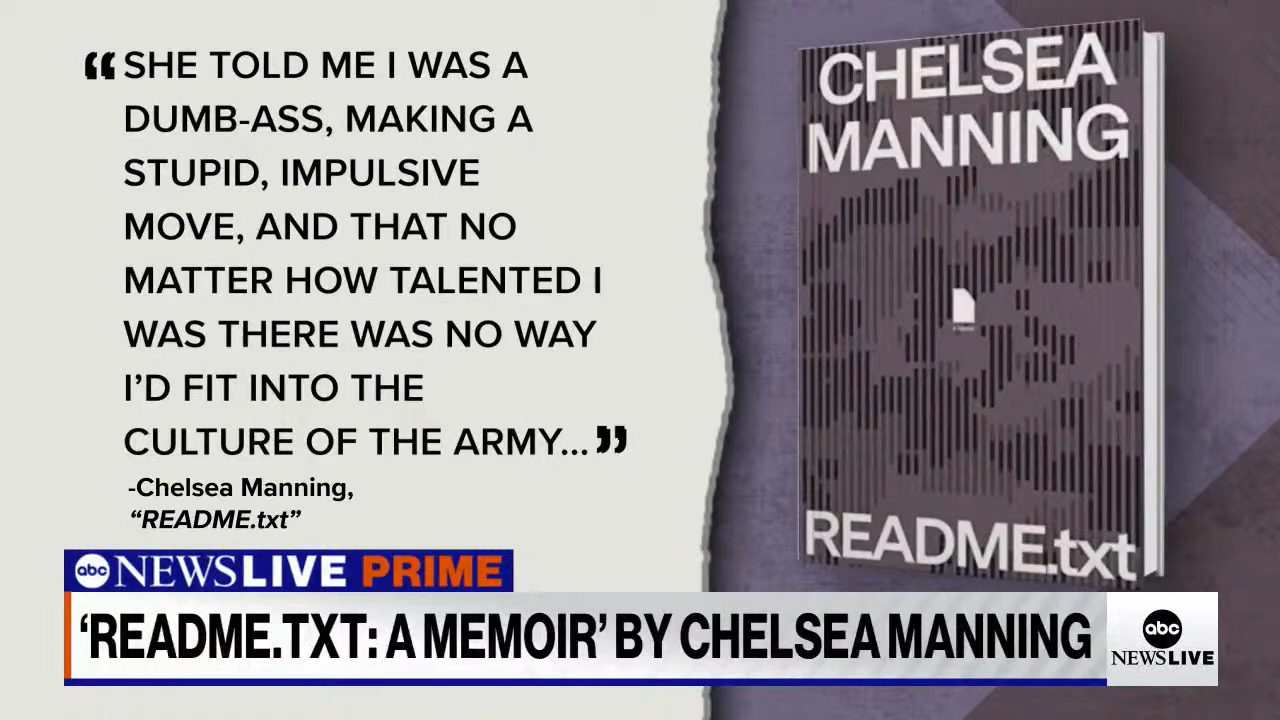 “SHE TOLD ME I WAS A
DUMB-ASS, MAKING A
STUPID, IMPULSIVE
MOVE, AND THAT NO
MATTER HOW TALENTED I
WAS THERE WAS NO WAY
I’D FIT INTO THE
CULTURE OF THE ARMY...”
-Chelsea Manning,
“README.txt”
CHELSEA
MANNING
README.txt
abc NEWS LIVE PRIME
‘README.TXT: A MEMOIR’ BY CHELSEA MANNING
abc
NEWS LIVE